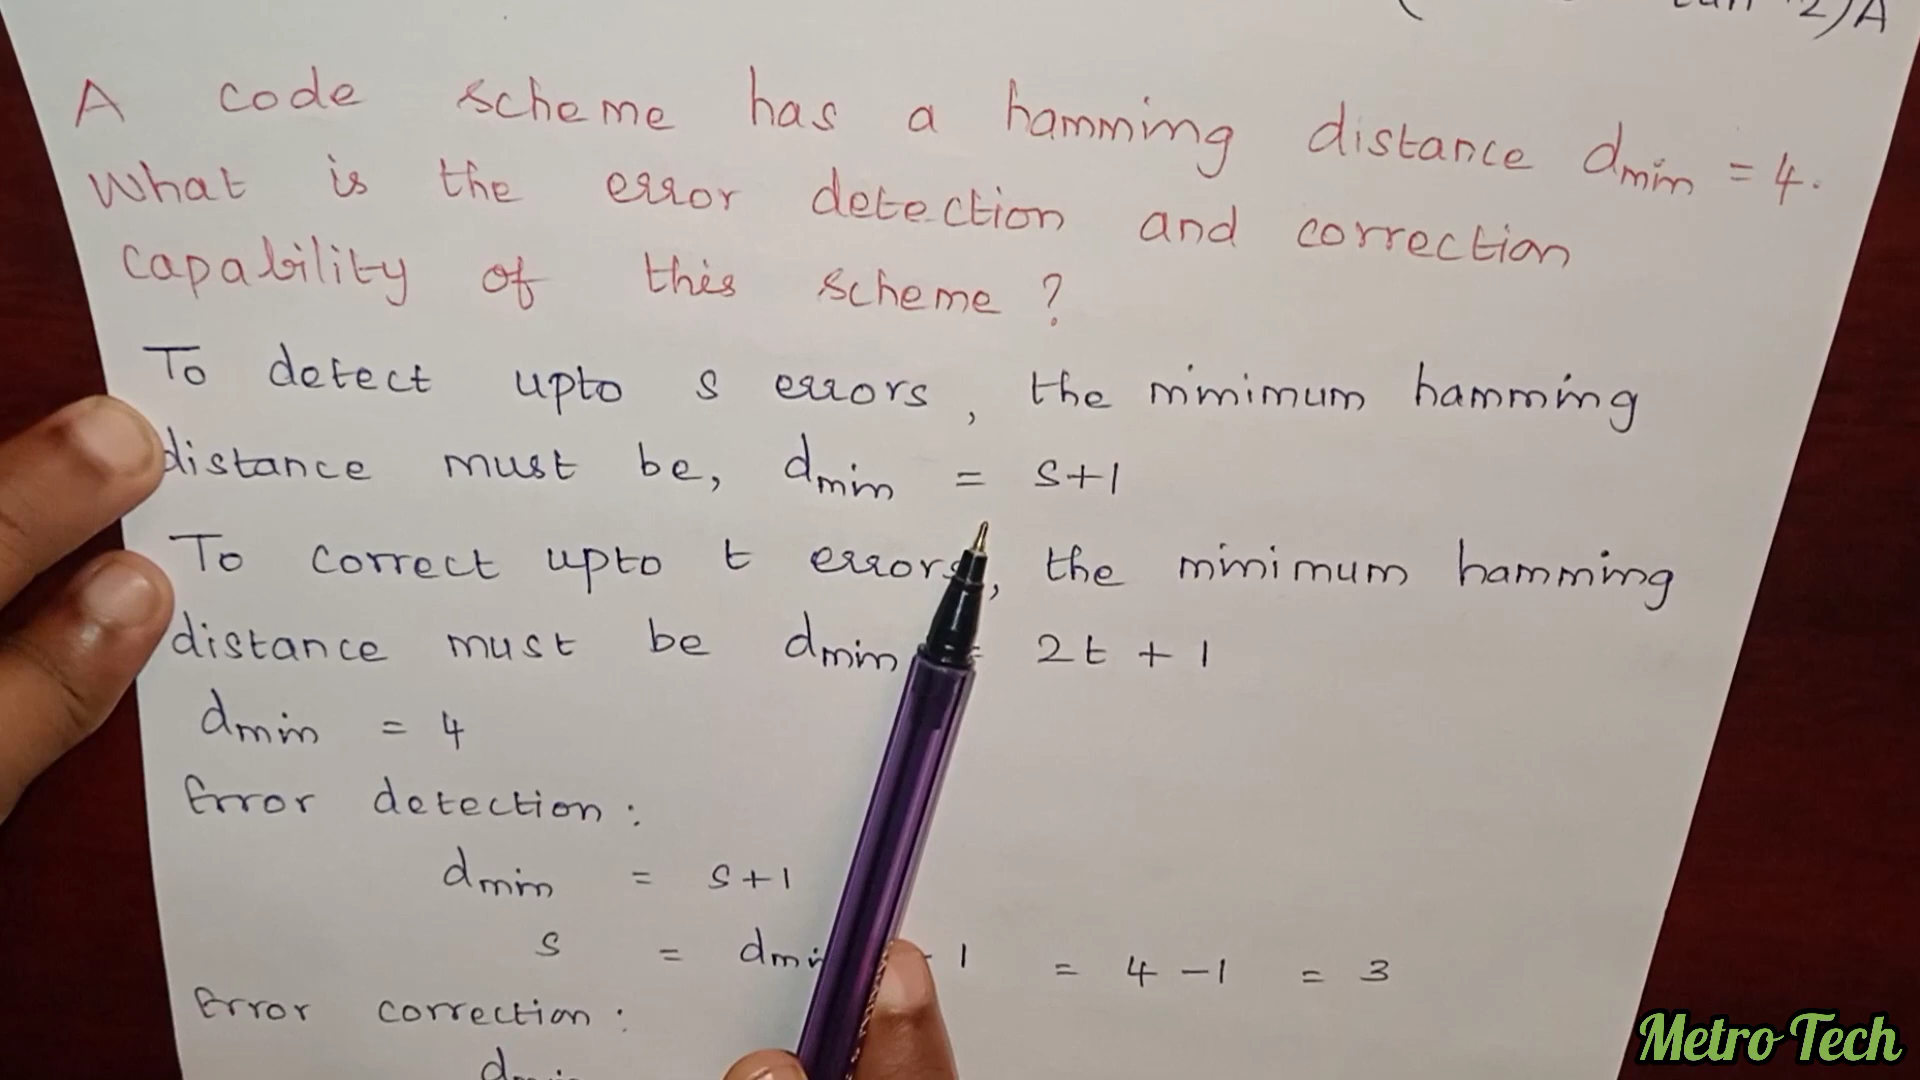 2)A
A code scheme has a hamming distance dmin = 4.
What is the error detection and correction
capability of this scheme ?
To detect upto s errors, the minimum hamming
distance must be, dmin = s+1
To correct upto t errors, the minimum hamming
distance must be dmin = 2t + 1
dmin = 4
Error detection :
dmin = s+1
s = dmin - 1 = 4 - 1 = 3
Error correction :
Metro Tech